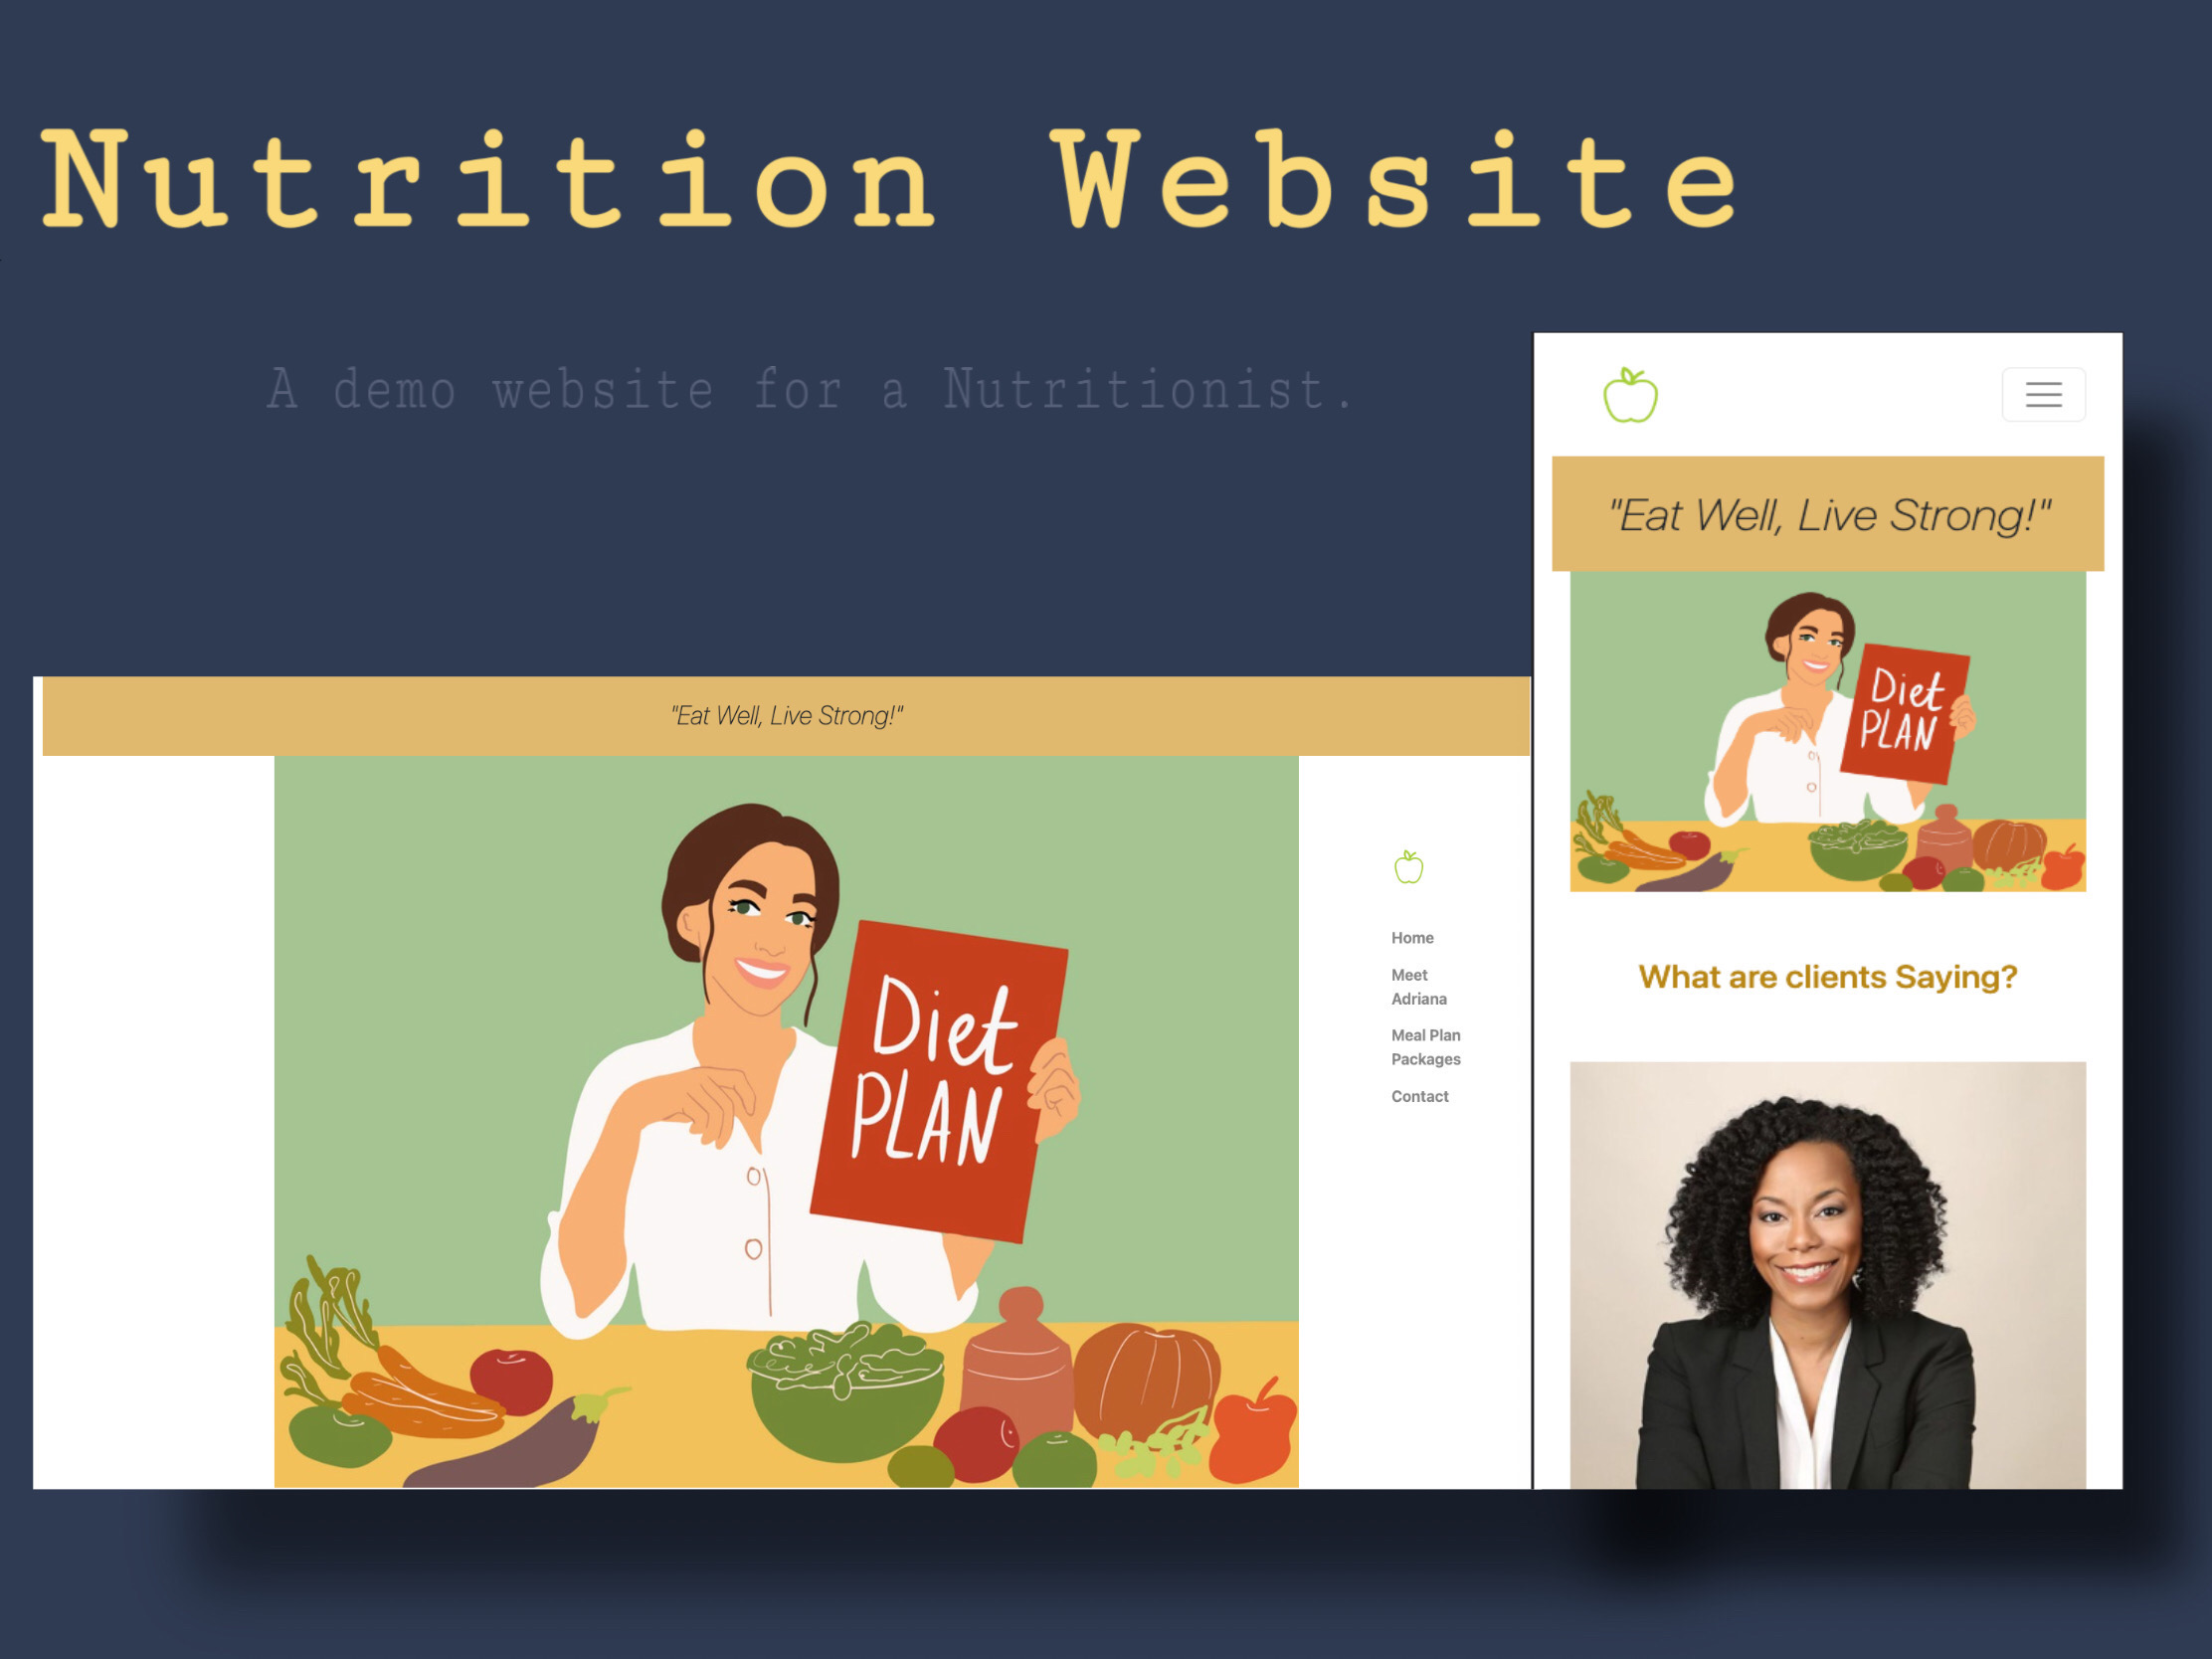 Nutrition Website
A demo website for a Nutritionist.
"Eat Well, Live Strong!"
Diet
PLAN
Home
Meet
Adriana
Meal Plan
Packages
Contact
"Eat Well, Live Strong!"
Diet
PLAN
What are clients Saying?